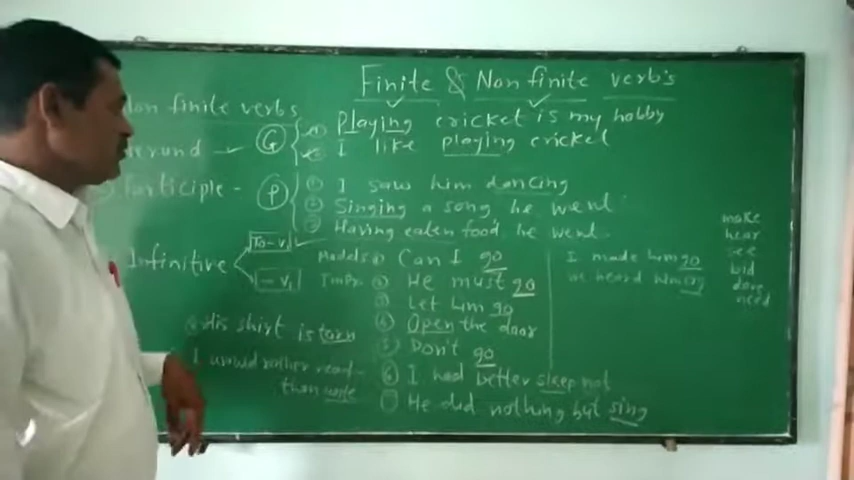 Finite & Non finite verb's
Non finite verbs
Gerund
G
① Playing cricket is my hobby
② I like playing cricket
Participle -
P
① I saw him dancing
② Singing a song he went
③ Having eaten food, he went.
Infinitive
To-v₁
- v₁
Modals ① Can I go
② He must go
③ Let him go
④ Open the door
⑤ Don't go
⑥ I had better sleep not
⑦ He did nothing but sing
I made him go
we heard him
make
hear
see
bid
dare
need
His shirt is torn
I would rather read
than write